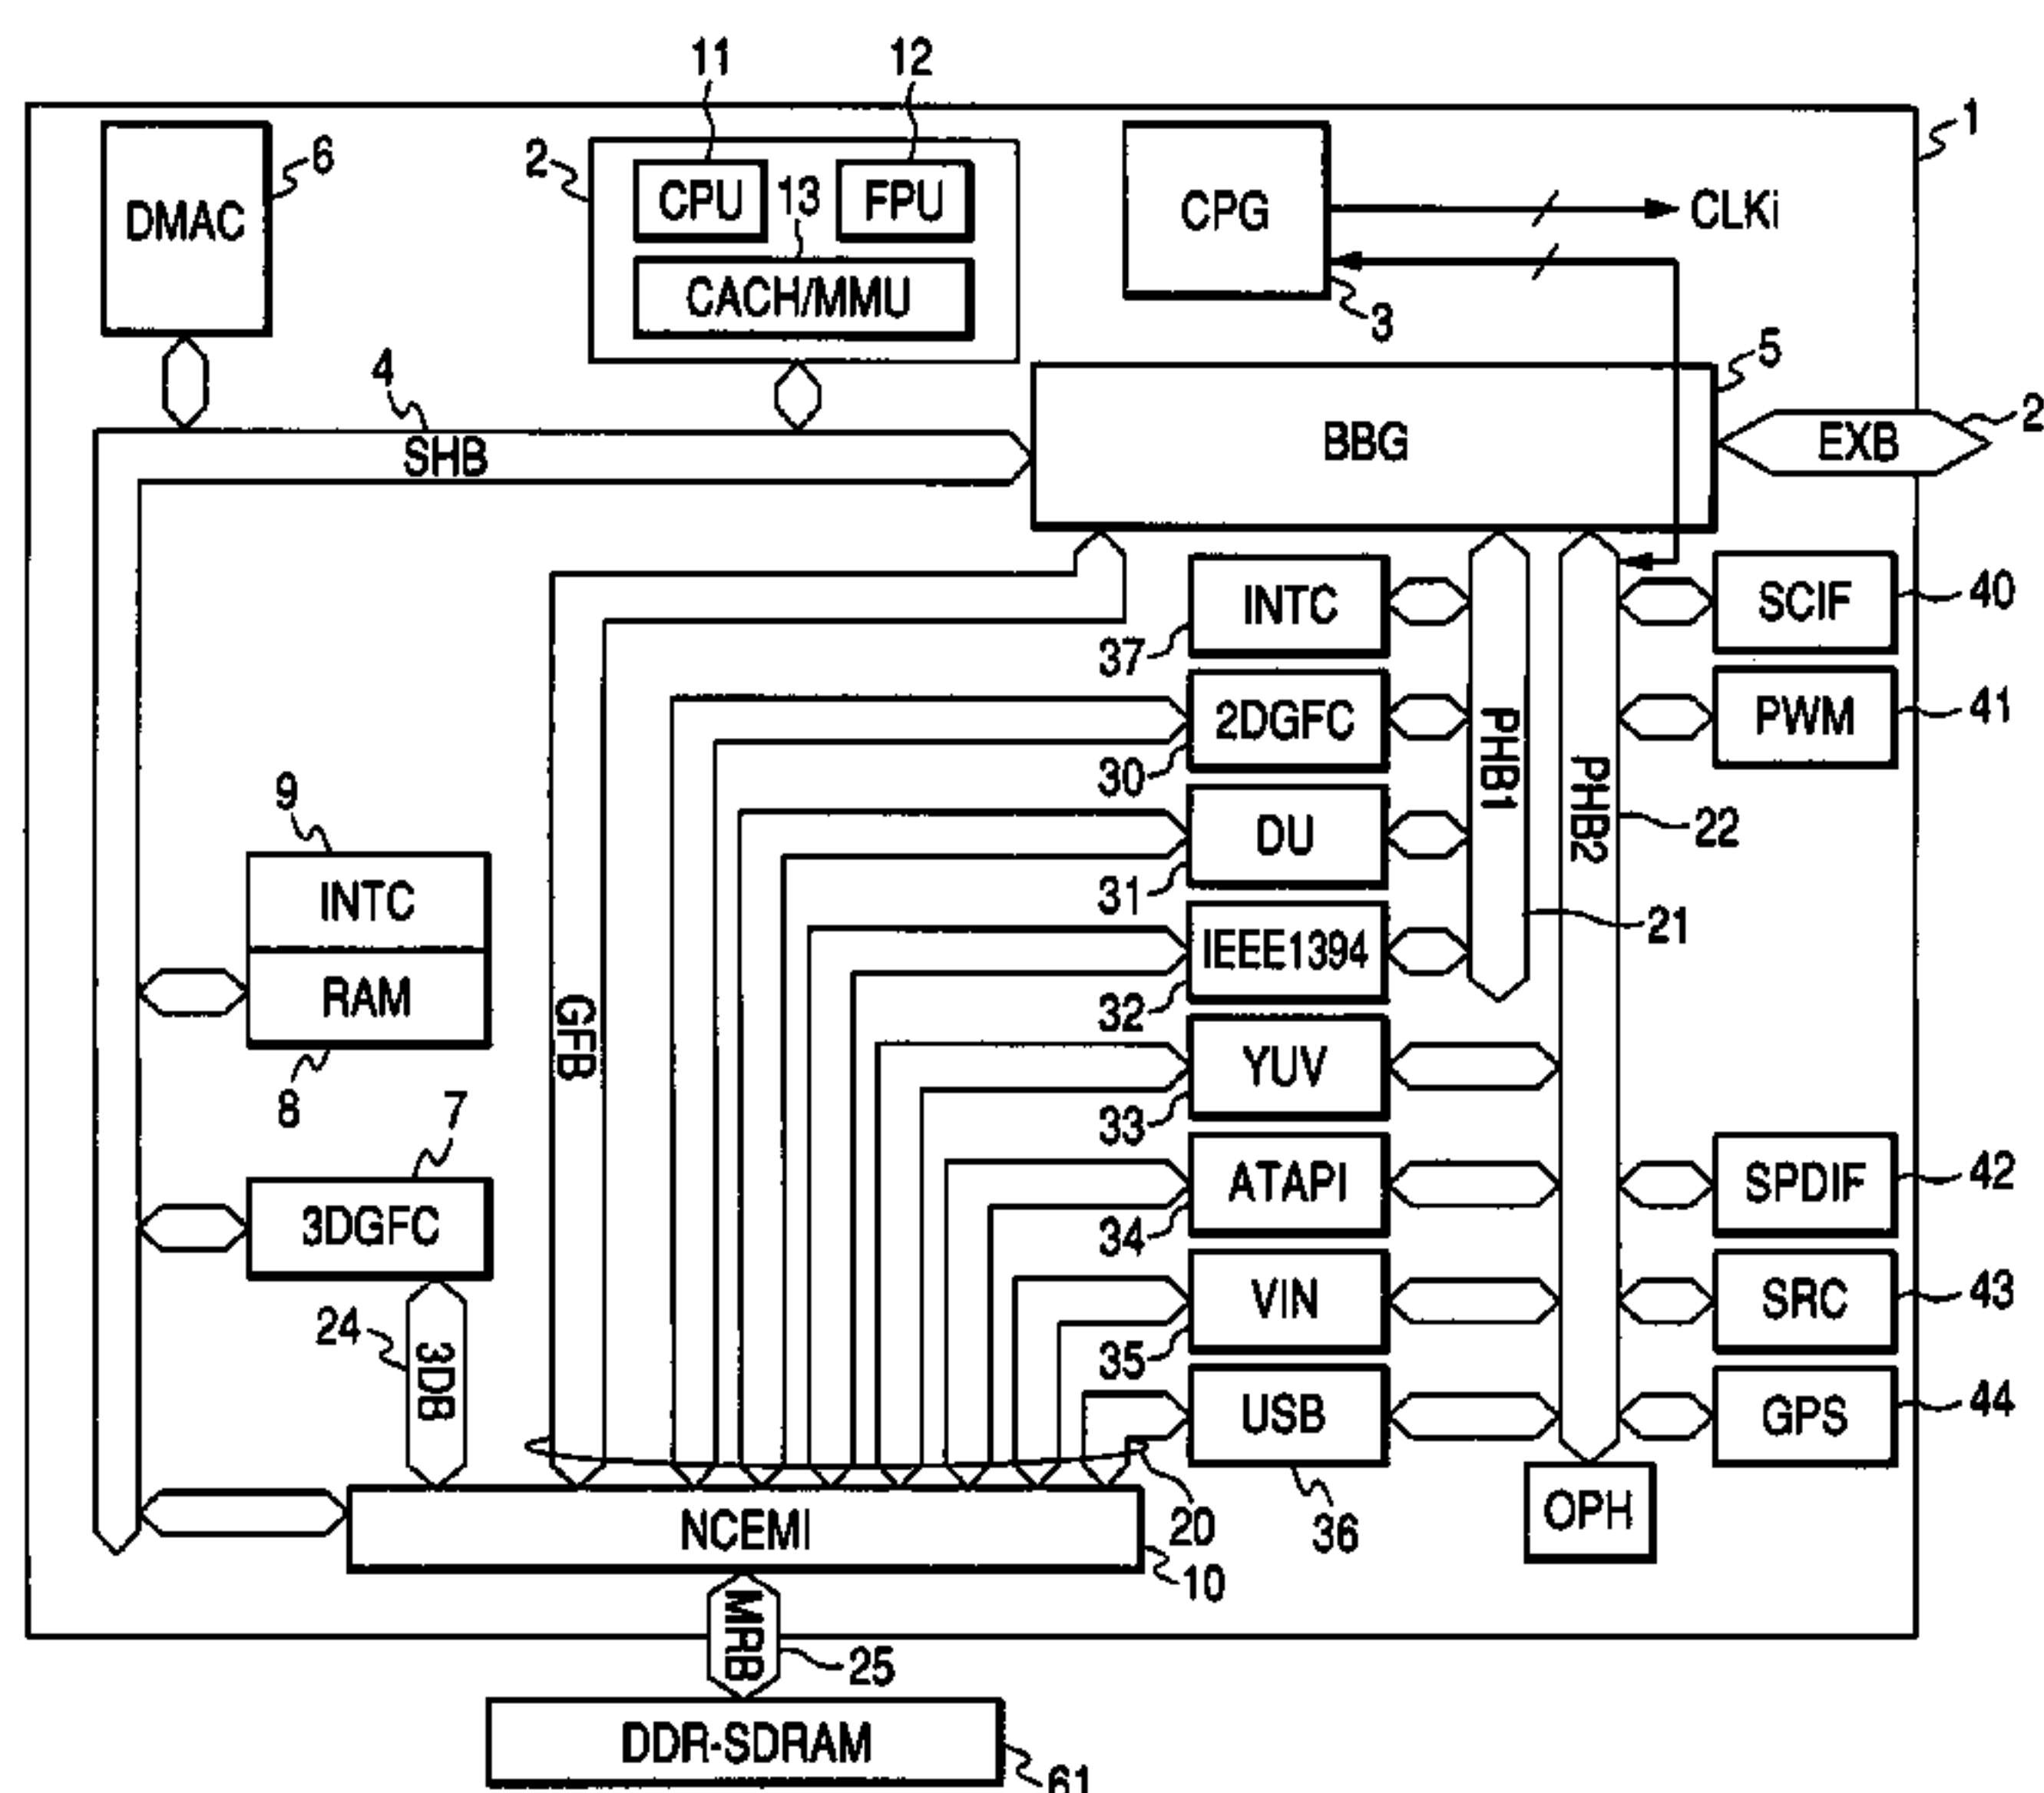 11
12
1
DMAC
6
2
CPU
13
FPU
CACH/MMU
CPG
CLKi
3
4
SHB
BBG
5
EXB
2
INTC
37
SCIF
40
2DGFC
30
PWM
41
PHB1
PHB2
22
DU
31
21
9
INTC
RAM
8
GFB
IEEE1394
32
YUV
33
7
3DGFC
24
3DB
ATAPI
34
SPDIF
42
VIN
35
SRC
43
USB
36
GPS
44
20
OPH
NCEMI
10
MRB
25
DDR-SDRAM
61